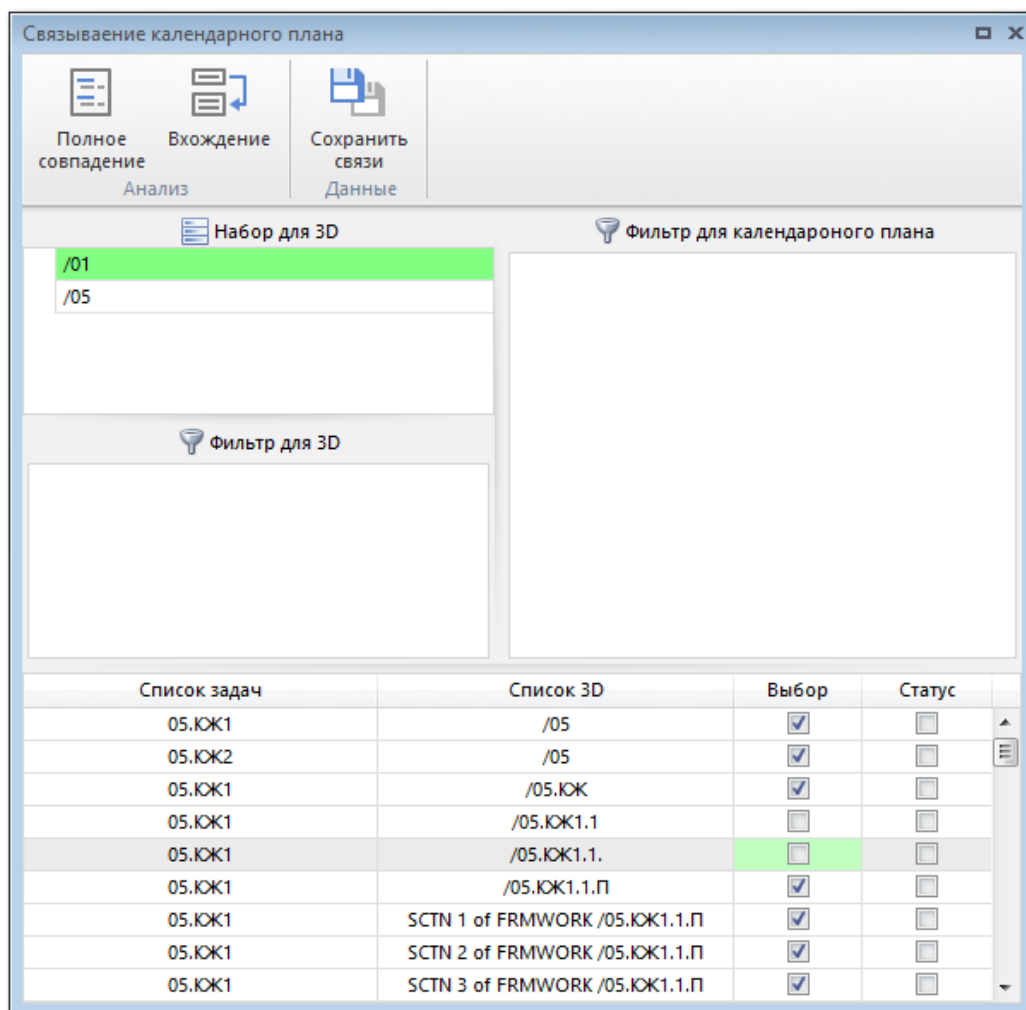 Связываение календарного плана
Полное совпадение
Вхождение
Сохранить связи
Анализ
Данные
Набор для 3D
/01
/05
Фильтр для календароного плана
Фильтр для 3D
Список задач Список 3D Выбор Статус
05.КЖ1 /05
05.КЖ2 /05
05.КЖ1 /05.КЖ
05.КЖ1 /05.КЖ1.1
05.КЖ1 /05.КЖ1.1.
05.КЖ1 /05.КЖ1.1.П
05.КЖ1 SCTN 1 of FRMWORK /05.КЖ1.1.П
05.КЖ1 SCTN 2 of FRMWORK /05.КЖ1.1.П
05.КЖ1 SCTN 3 of FRMWORK /05.КЖ1.1.П